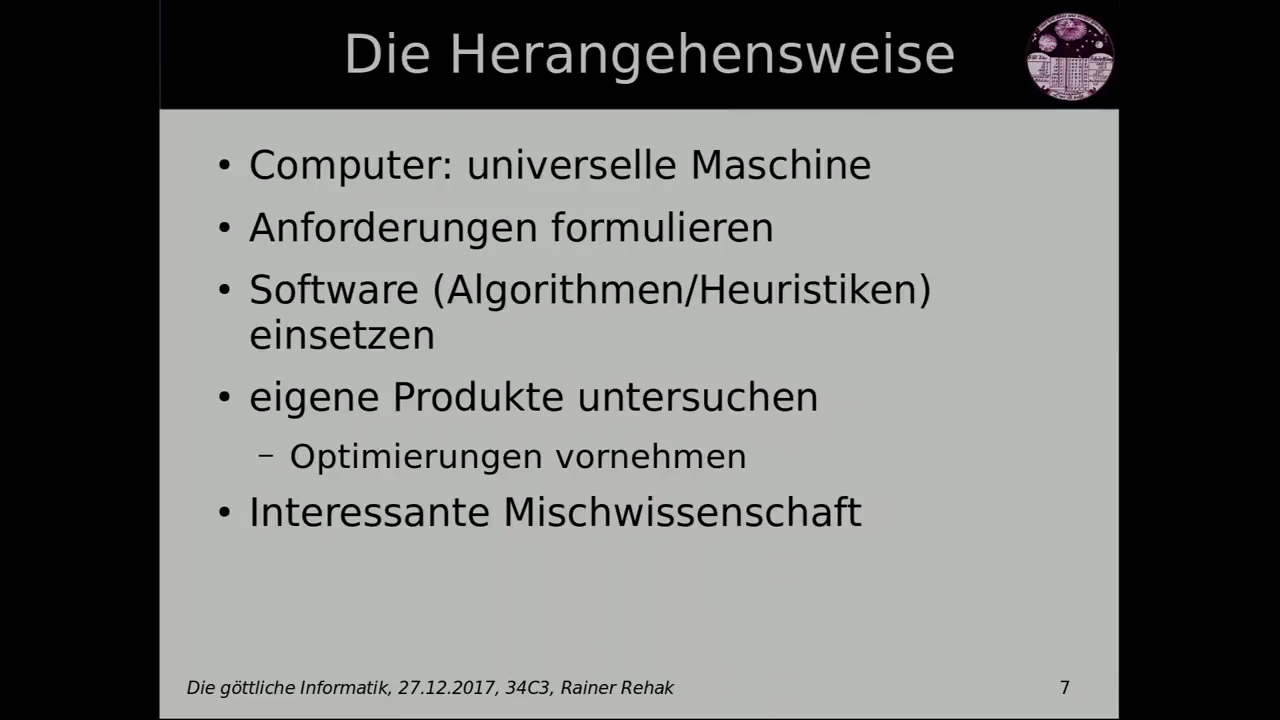 Die Herangehensweise
• Computer: universelle Maschine
• Anforderungen formulieren
• Software (Algorithmen/Heuristiken)
einsetzen
• eigene Produkte untersuchen
– Optimierungen vornehmen
• Interessante Mischwissenschaft
Die göttliche Informatik, 27.12.2017, 34C3, Rainer Rehak
7